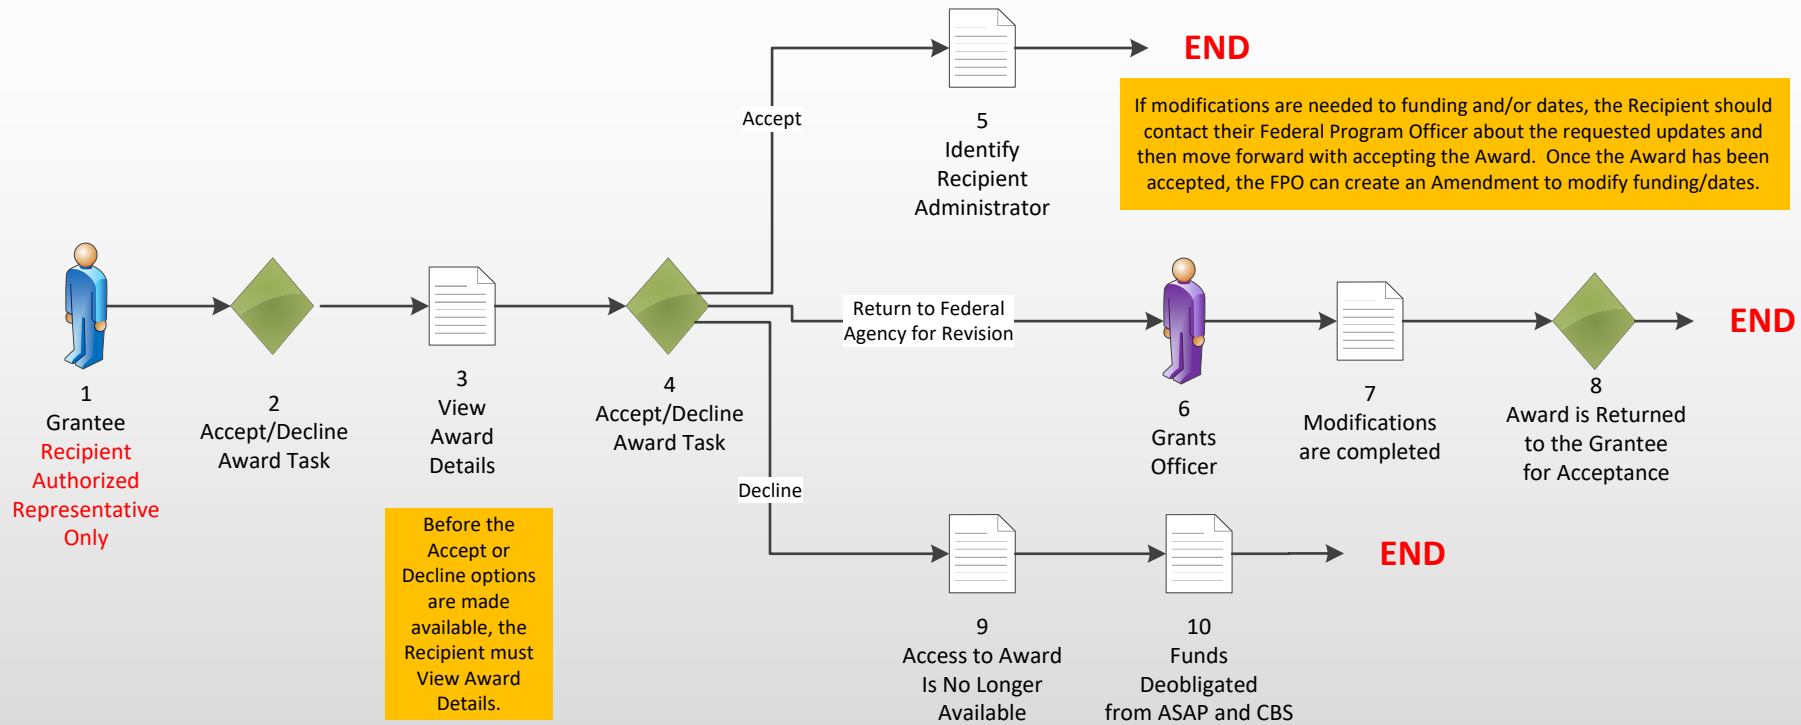 END
If modifications are needed to funding and/or dates, the Recipient should
contact their Federal Program Officer about the requested updates and
then move forward with accepting the Award.  Once the Award has been
accepted, the FPO can create an Amendment to modify funding/dates.
Accept
5
Identify
Recipient
Administrator
1
Grantee
Recipient
Authorized
Representative
Only
2
Accept/Decline
Award Task
3
View
Award
Details
Before the
Accept or
Decline options
are made
available, the
Recipient must
View Award
Details.
4
Accept/Decline
Award Task
Return to Federal
Agency for Revision
6
Grants
Officer
7
Modifications
are completed
8
Award is Returned
to the Grantee
for Acceptance
END
Decline
9
Access to Award
Is No Longer
Available
10
Funds
Deobligated
from ASAP and CBS
END